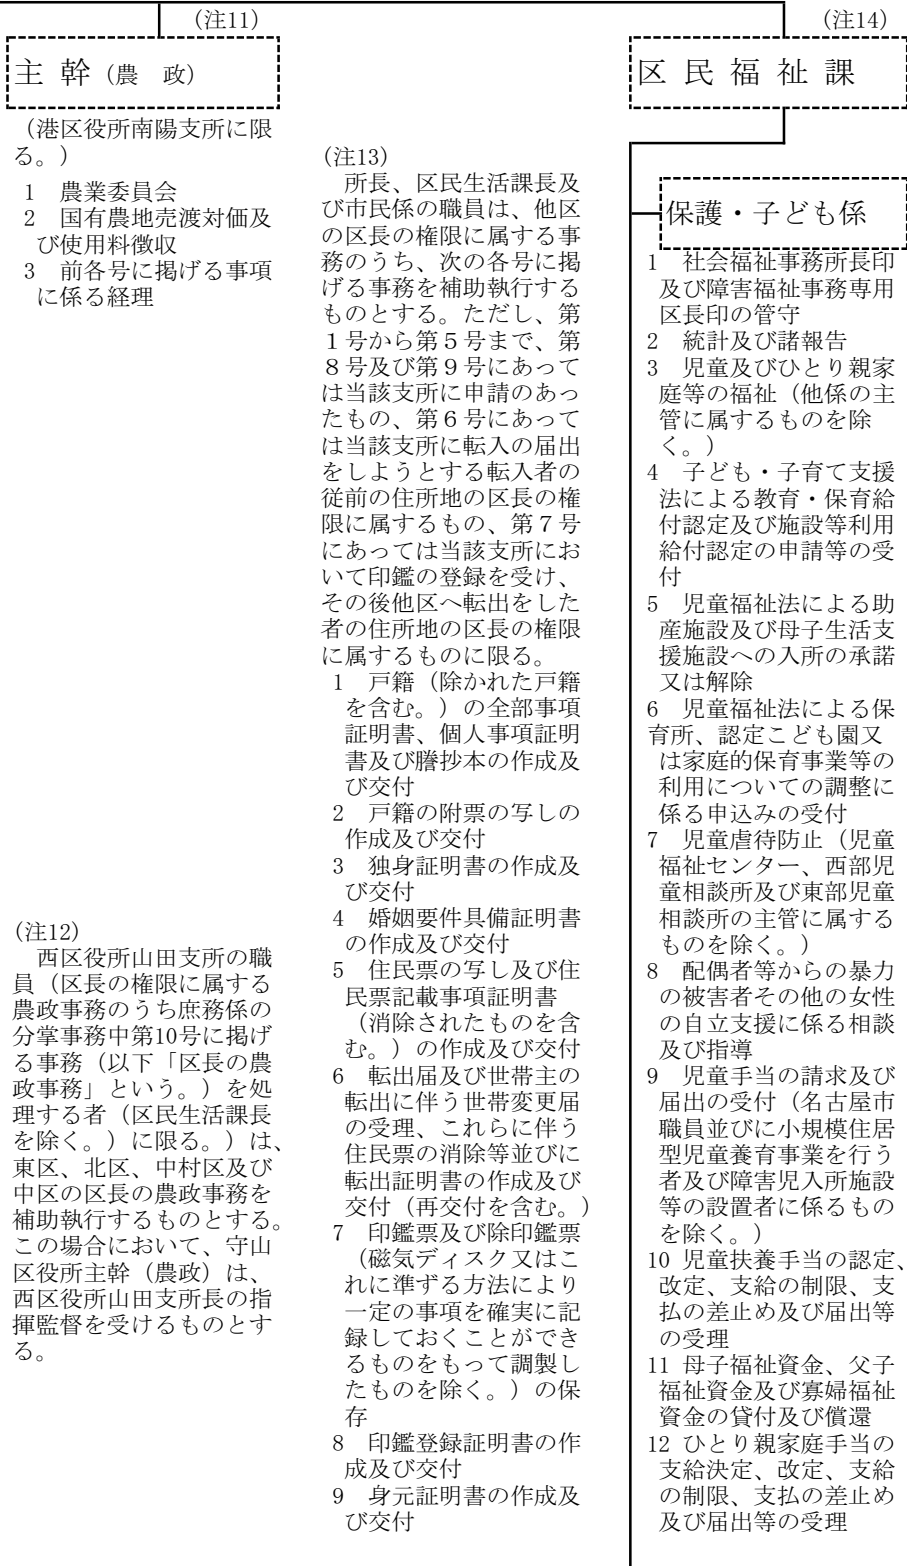 (注11)
主 幹 (農　政)
（港区役所南陽支所に限
る。）
1　農業委員会
2　国有農地売渡対価及
び使用料徴収
3　前各号に掲げる事項
に係る経理
(注12)
　西区役所山田支所の職
員（区長の権限に属する
農政事務のうち庶務係の
分掌事務中第10号に掲げ
る事務（以下「区長の農
政事務」という。）を処
理する者（区民生活課長
を除く。）に限る。）は、
東区、北区、中村区及び
中区の区長の農政事務を
補助執行するものとする。
この場合において、守山
区役所主幹（農政）は、
西区役所山田支所長の指
揮監督を受けるものとす
る。
(注13)
　所長、区民生活課長及
び市民係の職員は、他区
の区長の権限に属する事
務のうち、次の各号に掲
げる事務を補助執行する
ものとする。ただし、第
1号から第5号まで、第
8号及び第9号にあって
は当該支所に申請のあっ
たもの、第6号にあって
は当該支所に転入の届出
をしようとする転入者の
従前の住所地の区長の権
限に属するもの、第7号
にあっては当該支所にお
いて印鑑の登録を受け、
その後他区へ転出をした
者の住所地の区長の権限
に属するものに限る。
1　戸籍（除かれた戸籍
を含む。）の全部事項
証明書、個人事項証明
書及び謄抄本の作成及
び交付
2　戸籍の附票の写しの
作成及び交付
3　独身証明書の作成及
び交付
4　婚姻要件具備証明書
の作成及び交付
5　住民票の写し及び住
民票記載事項証明書
（消除されたものを含
む。）の作成及び交付
6　転出届及び世帯主の
転出に伴う世帯変更届
の受理、これらに伴う
住民票の消除等並びに
転出証明書の作成及び
交付（再交付を含む。）
7　印鑑票及び除印鑑票
（磁気ディスク又はこ
れに準ずる方法により
一定の事項を確実に記
録しておくことができ
るものをもって調製し
たものを除く。）の保
存
8　印鑑登録証明書の作
成及び交付
9　身元証明書の作成及
び交付
(注14)
区 民 福 祉 課
保護・子ども係
1　社会福祉事務所長印
及び障害福祉事務専用
区長印の管守
2　統計及び諸報告
3　児童及びひとり親家
庭等の福祉（他係の主
管に属するものを除
く。）
4　子ども・子育て支援
法による教育・保育給
付認定及び施設等利用
給付認定の申請等の受
付
5　児童福祉法による助
産施設及び母子生活支
援施設への入所の承諾
又は解除
6　児童福祉法による保
育所、認定こども園又
は家庭的保育事業等の
利用についての調整に
係る申込みの受付
7　児童虐待防止（児童
福祉センター、西部児
童相談所及び東部児童
相談所の主管に属する
ものを除く。）
8　配偶者等からの暴力
の被害者その他の女性
の自立支援に係る相談
及び指導
9　児童手当の請求及び
届出の受付（名古屋市
職員並びに小規模住居
型児童養育事業を行う
者及び障害児入所施設
等の設置者に係るもの
を除く。）
10 児童扶養手当の認定、
改定、支給の制限、支
払の差止め及び届出等
の受理
11 母子福祉資金、父子
福祉資金及び寡婦福祉
資金の貸付及び償還
12 ひとり親家庭手当の
支給決定、改定、支給
の制限、支払の差止め
及び届出等の受理